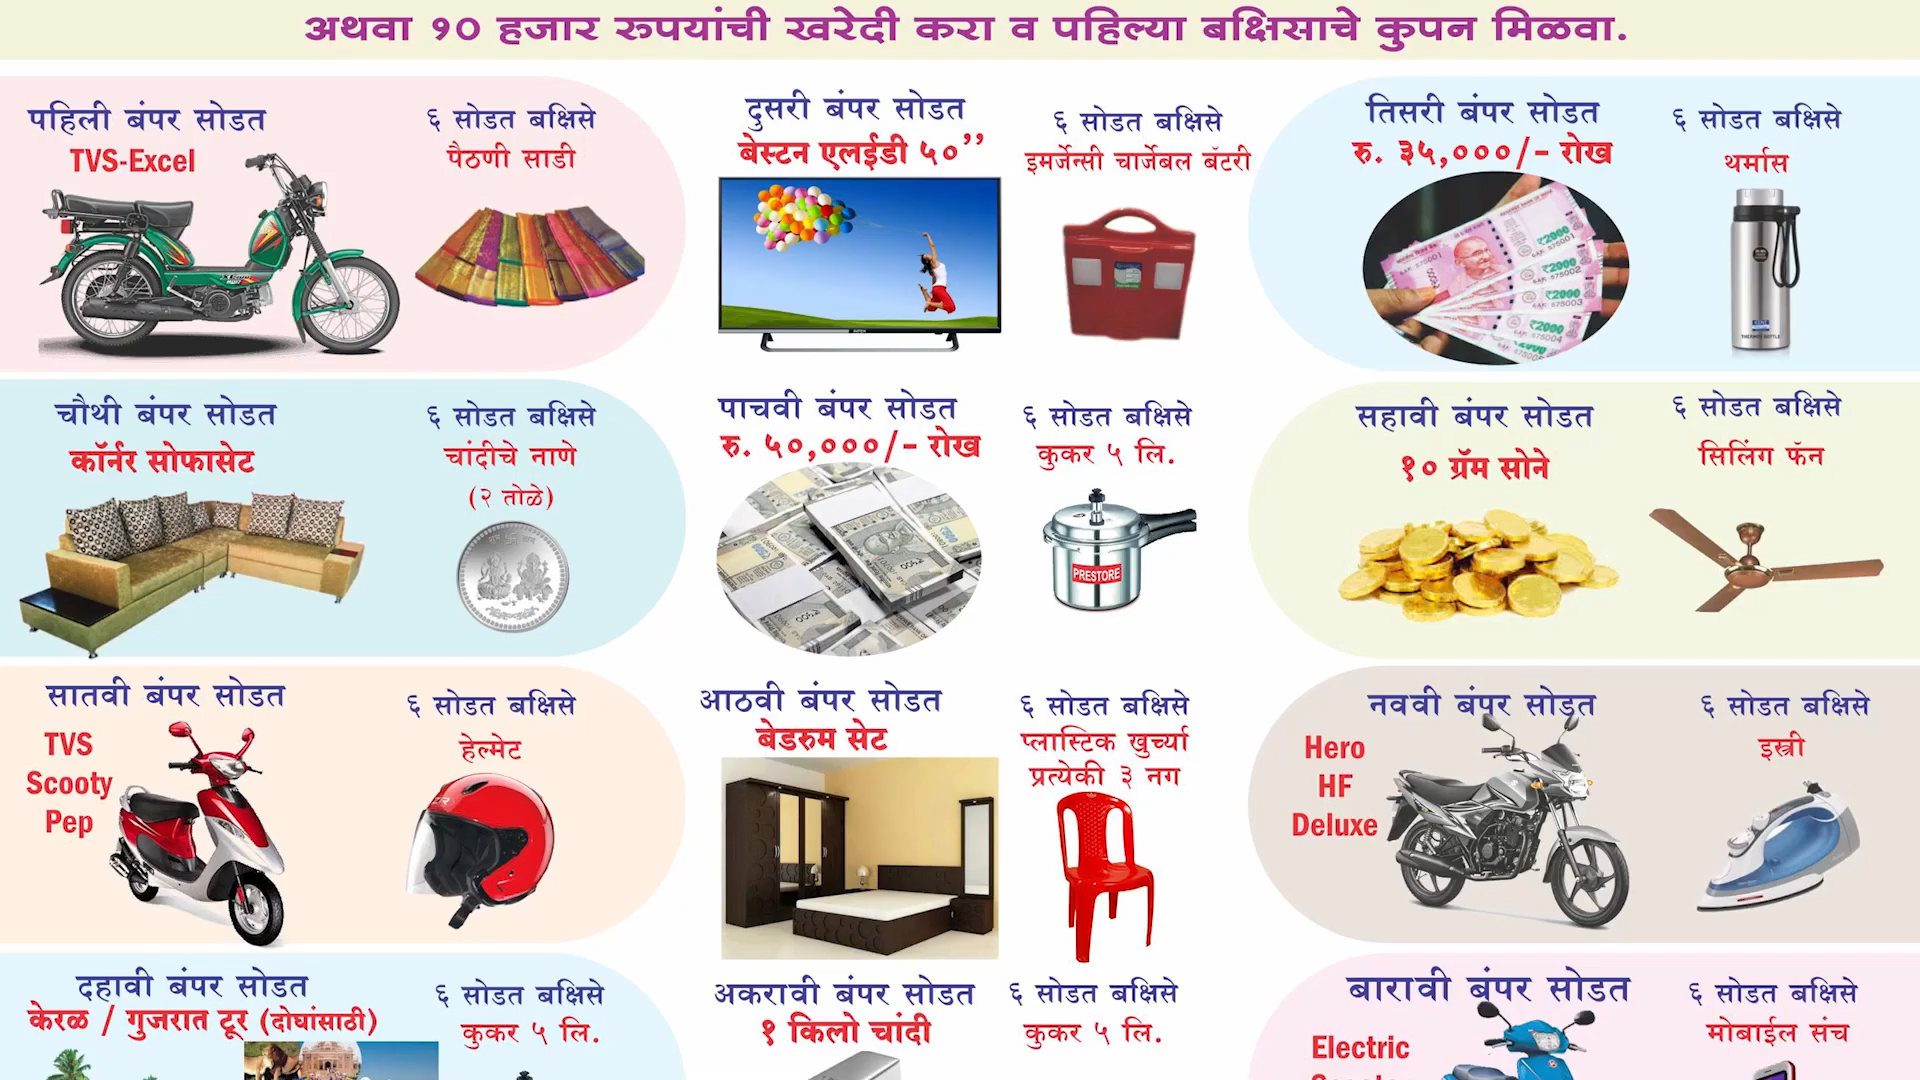 अथवा १० हजार रुपयांची खरेदी करा व पहिल्या बक्षिसाचे कुपन मिळवा.
पहिली बंपर सोडत
TVS-Excel
६ सोडत बक्षिसे
पैठणी साडी
दुसरी बंपर सोडत
बेस्टन एलईडी ५०’’
६ सोडत बक्षिसे
इमर्जेन्सी चार्जेबल बॅटरी
तिसरी बंपर सोडत
रु. ३५,०००/- रोख
₹2000
₹2000
₹2000
₹2000
६ सोडत बक्षिसे
थर्मास
चौथी बंपर सोडत
कॉर्नर सोफासेट
६ सोडत बक्षिसे
चांदीचे नाणे
(२ तोळे)
पाचवी बंपर सोडत
रु. ५०,०००/- रोख
६ सोडत बक्षिसे
कुकर ५ लि.
PRESTORE
सहावी बंपर सोडत
१० ग्रॅम सोने
६ सोडत बक्षिसे
सिलिंग फॅन
सातवी बंपर सोडत
TVS
Scooty
Pep
६ सोडत बक्षिसे
हेल्मेट
आठवी बंपर सोडत
बेडरुम सेट
६ सोडत बक्षिसे
प्लास्टिक खुर्च्या
प्रत्येकी ३ नग
नववी बंपर सोडत
Hero
HF
Deluxe
६ सोडत बक्षिसे
इस्त्री
दहावी बंपर सोडत
केरळ / गुजरात टूर (दोघांसाठी)
६ सोडत बक्षिसे
कुकर ५ लि.
अकरावी बंपर सोडत
१ किलो चांदी
६ सोडत बक्षिसे
कुकर ५ लि.
बारावी बंपर सोडत
Electric
६ सोडत बक्षिसे
मोबाईल संच